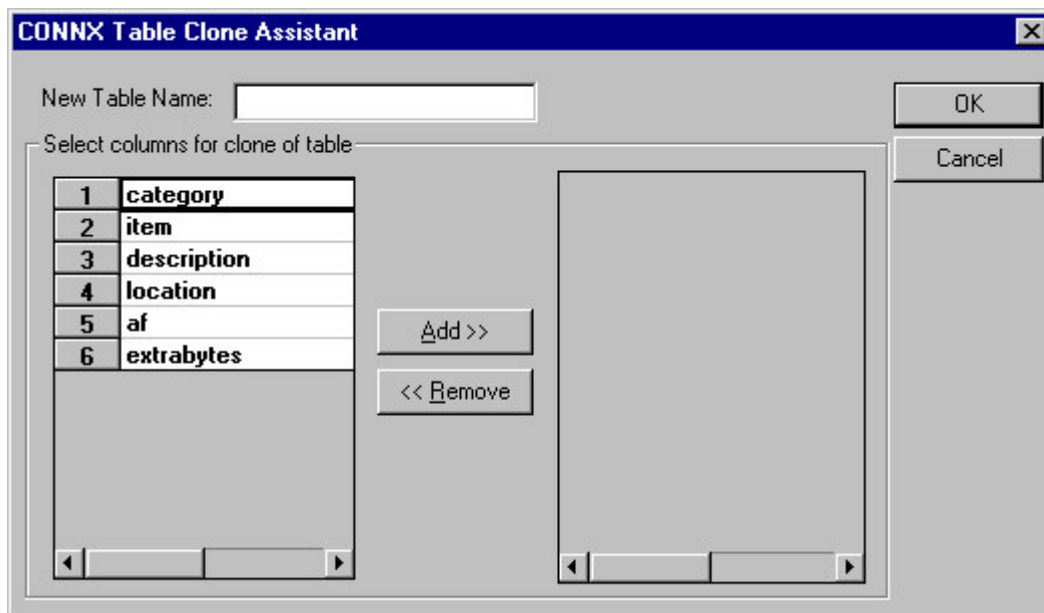 CONNX Table Clone Assistant
New Table Name:
OK
Select columns for clone of table
Cancel
1 category
2 item
3 description
4 location
5 af
6 extrabytes
Add >>
<< Remove